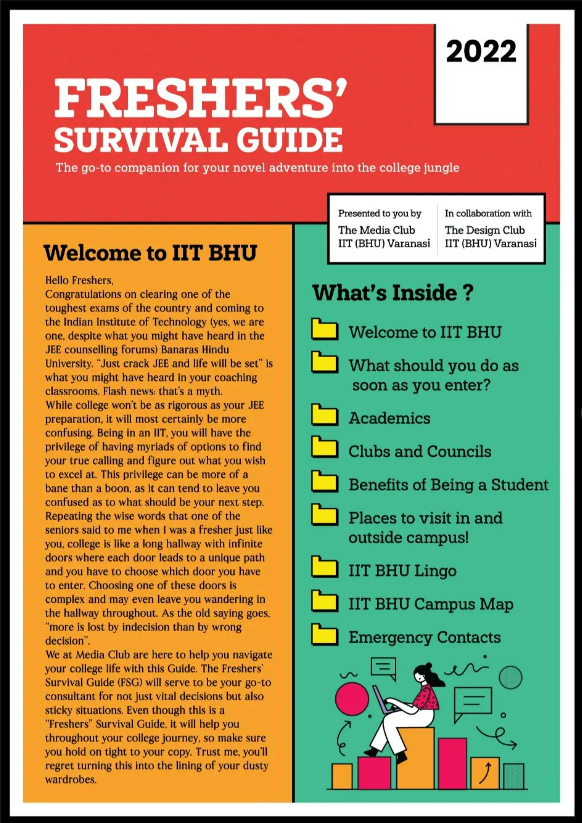 2022
FRESHERS’
SURVIVAL GUIDE
The go-to companion for your novel adventure into the college jungle
Presented to you by
The Media Club
IIT (BHU) Varanasi
In collaboration with
The Design Club
IIT (BHU) Varanasi
Welcome to IIT BHU
Hello Freshers,
Congratulations on clearing one of the
toughest exams of the country and coming to
the Indian Institute of Technology (yes, we are
one, despite what you might have heard in the
JEE counselling forums) Banaras Hindu
University. “Just crack JEE and life will be set” is
what you might have heard in your coaching
classrooms. Flash news: that’s a myth.
While college won’t be as rigorous as your JEE
preparation, it will most certainly be more
confusing. Being in an IIT, you will have the
privilege of having myriads of options to find
your true calling and figure out what you wish
to excel at. This privilege can be more of a
bane than a boon, as it can tend to leave you
confused as to what should be your next step.
Repeating the wise words that one of the
seniors said to me when I was a fresher just like
you, college is like a long hallway with infinite
doors where each door leads to a unique path
and you have to choose which door you have
to enter. Choosing one of these doors is
complex and may even leave you wandering in
the hallway throughout. As the old saying goes,
“more is lost by indecision than by wrong
decision”.
We at Media Club are here to help you navigate
your college life with this Guide. The Freshers’
Survival Guide (FSG) will serve to be your go-to
consultant for not just vital decisions but also
sticky situations. Even though this is a
“Freshers” Survival Guide, it will help you
throughout your college journey, so make sure
you hold on tight to your copy. Trust me, you’ll
regret turning this into the lining of your dusty
wardrobes.
What’s Inside ?
Welcome to IIT BHU
What should you do as
soon as you enter?
Academics
Clubs and Councils
Benefits of Being a Student
Places to visit in and
outside campus!
IIT BHU Lingo
IIT BHU Campus Map
Emergency Contacts